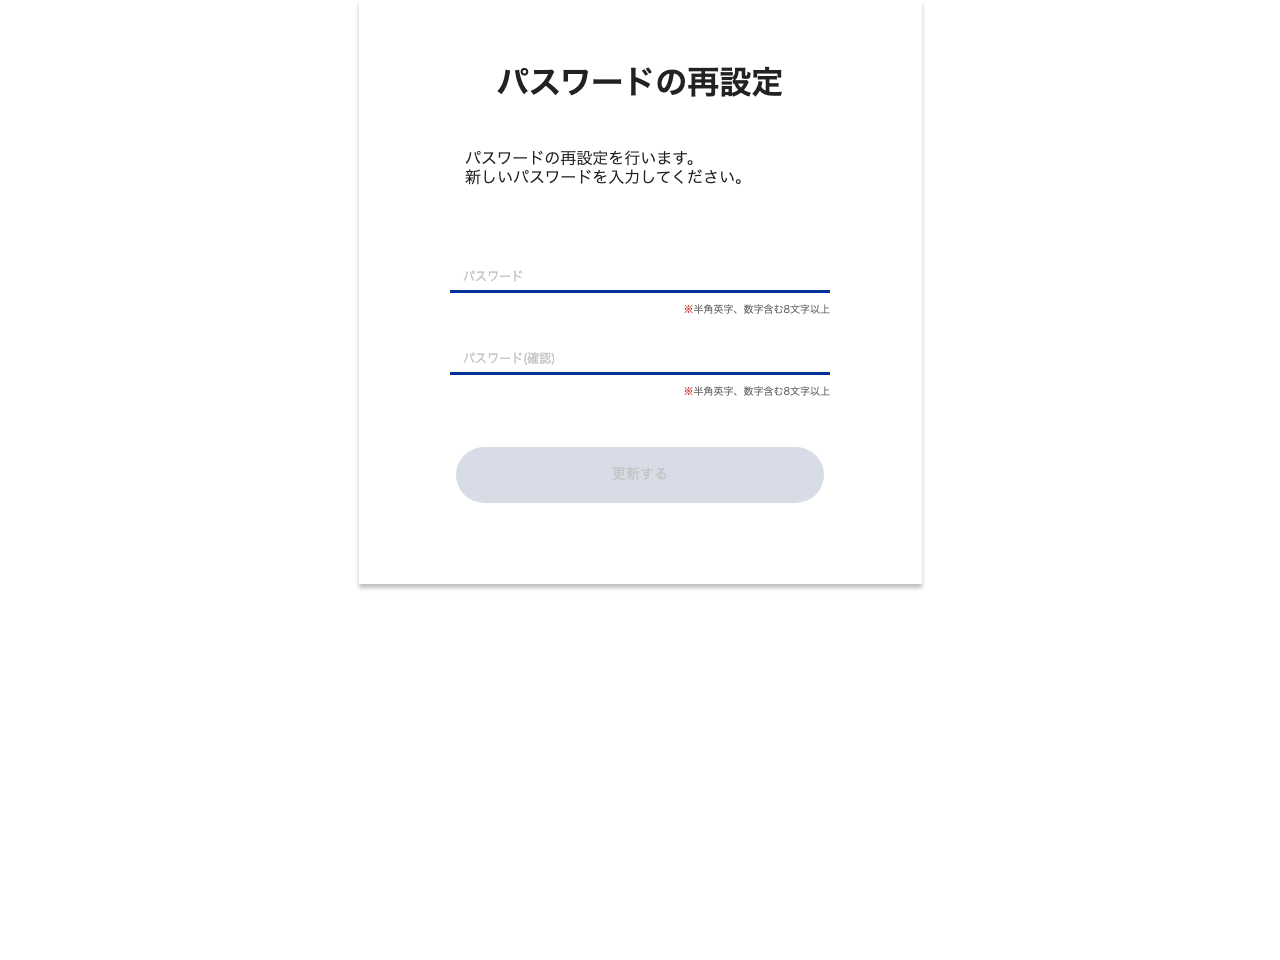 パスワードの再設定
パスワードの再設定を行います。
新しいパスワードを入力してください。
パスワード
※半角英字、数字含む8文字以上
パスワード(確認)
※半角英字、数字含む8文字以上
更新する